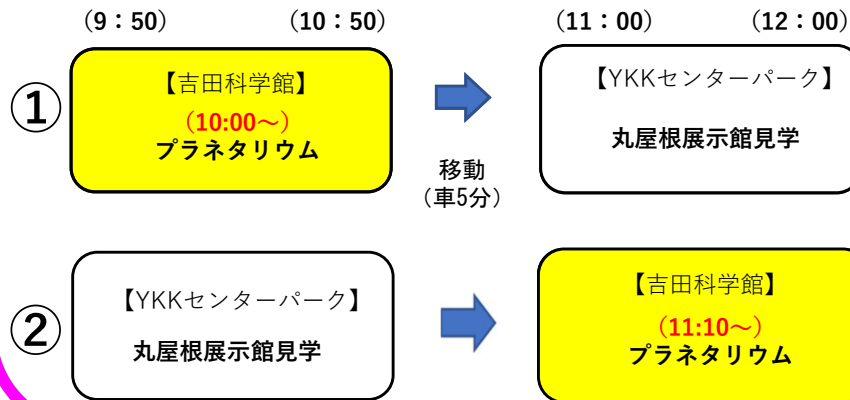 (9：50) (10：50) (11：00) (12：00)
①
【吉田科学館】
(10:00～)
プラネタリウム
移動
(車5分)
【YKKセンターパーク】
丸屋根展示館見学
②
【YKKセンターパーク】
丸屋根展示館見学
【吉田科学館】
(11:10～)
プラネタリウム